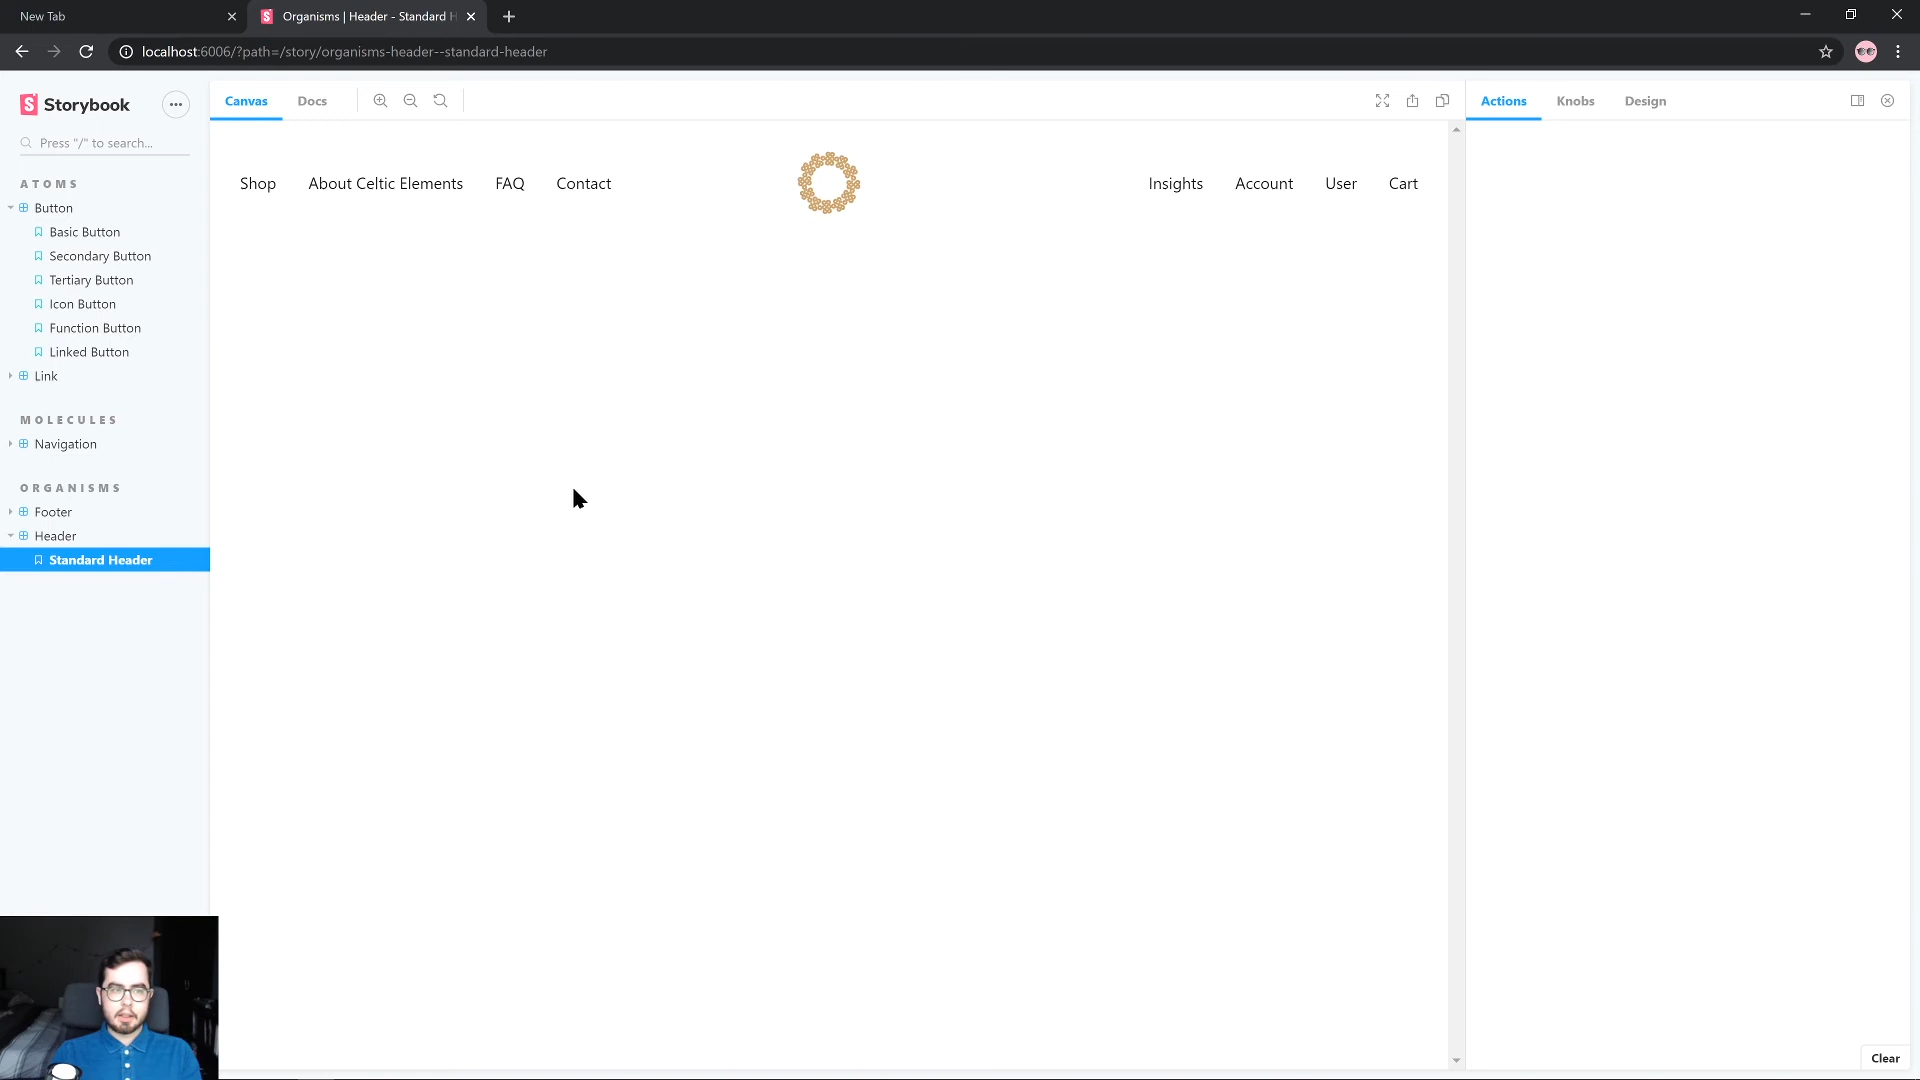 New Tab
Organisms | Header - Standard H
localhost:6006/?path=/story/organisms-header--standard-header
Storybook
Press "/" to search...
ATOMS
Button
Basic Button
Secondary Button
Tertiary Button
Icon Button
Function Button
Linked Button
Link
MOLECULES
Navigation
ORGANISMS
Footer
Header
Standard Header
Canvas Docs
Shop About Celtic Elements FAQ Contact Insights Account User Cart
Actions Knobs Design
Clear